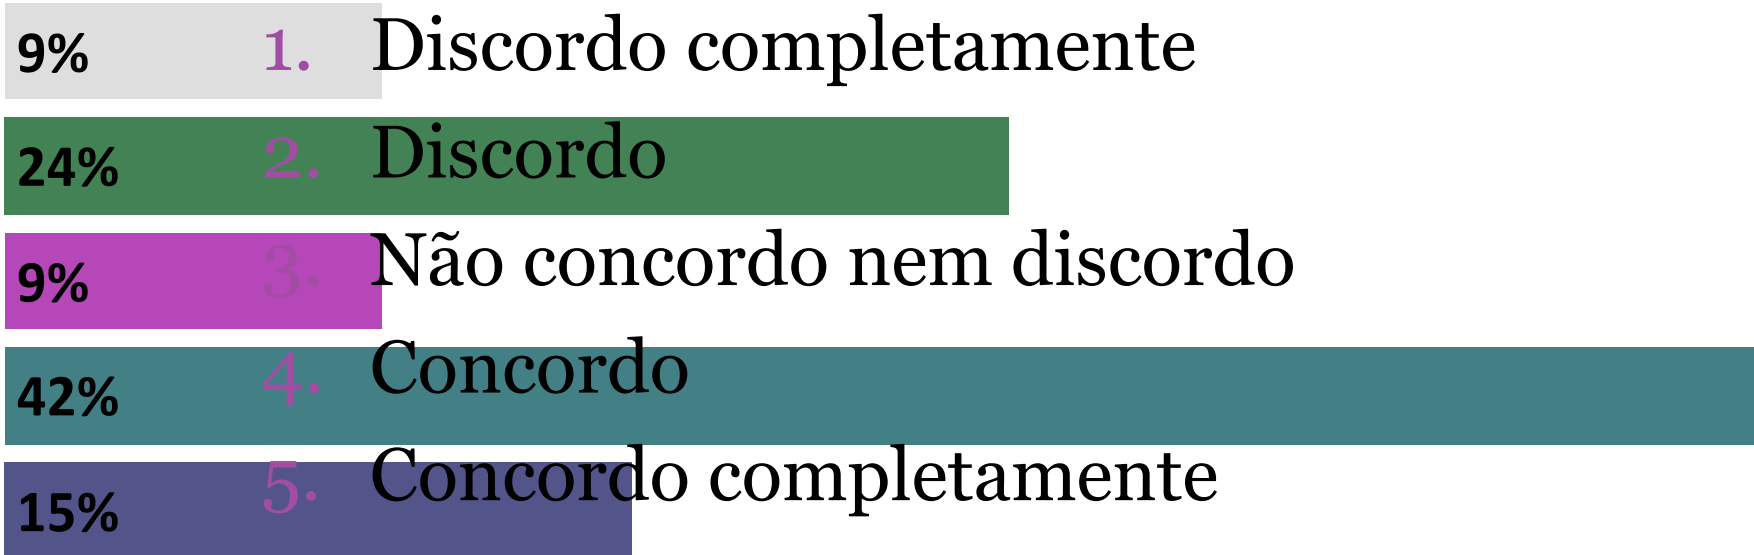 9% 1. Discordo completamente
24% 2. Discordo
9% 3. Não concordo nem discordo
42% 4. Concordo
15% 5. Concordo completamente